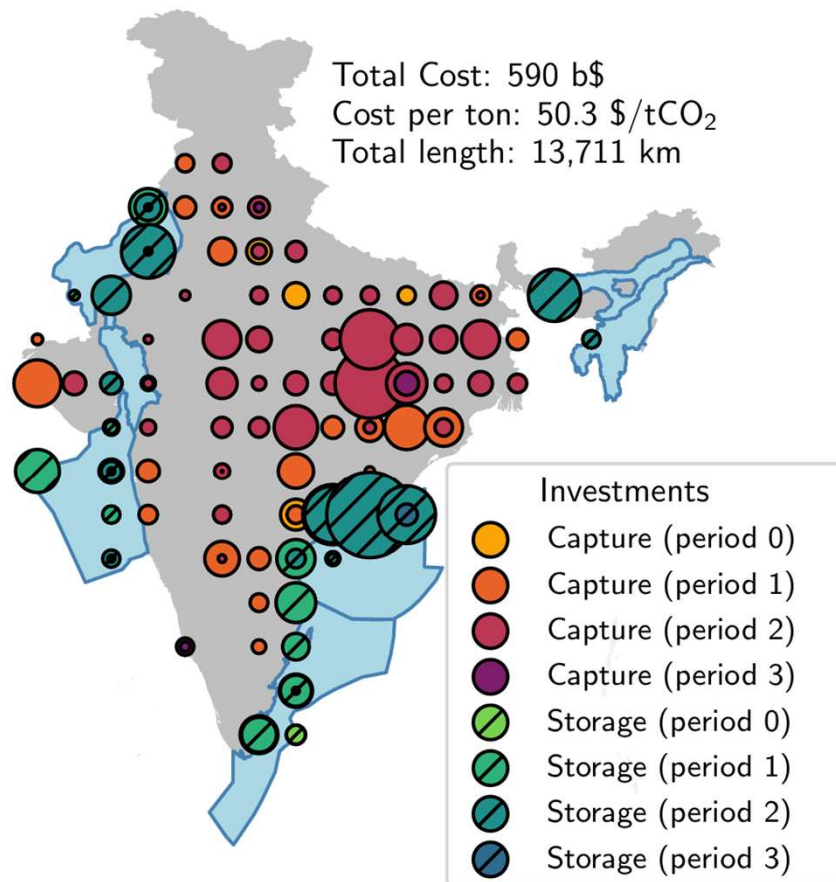 Total Cost: 590 b$
Cost per ton: 50.3 $/tCO₂
Total length: 13,711 km
Investments
Capture (period 0)
Capture (period 1)
Capture (period 2)
Capture (period 3)
Storage (period 0)
Storage (period 1)
Storage (period 2)
Storage (period 3)